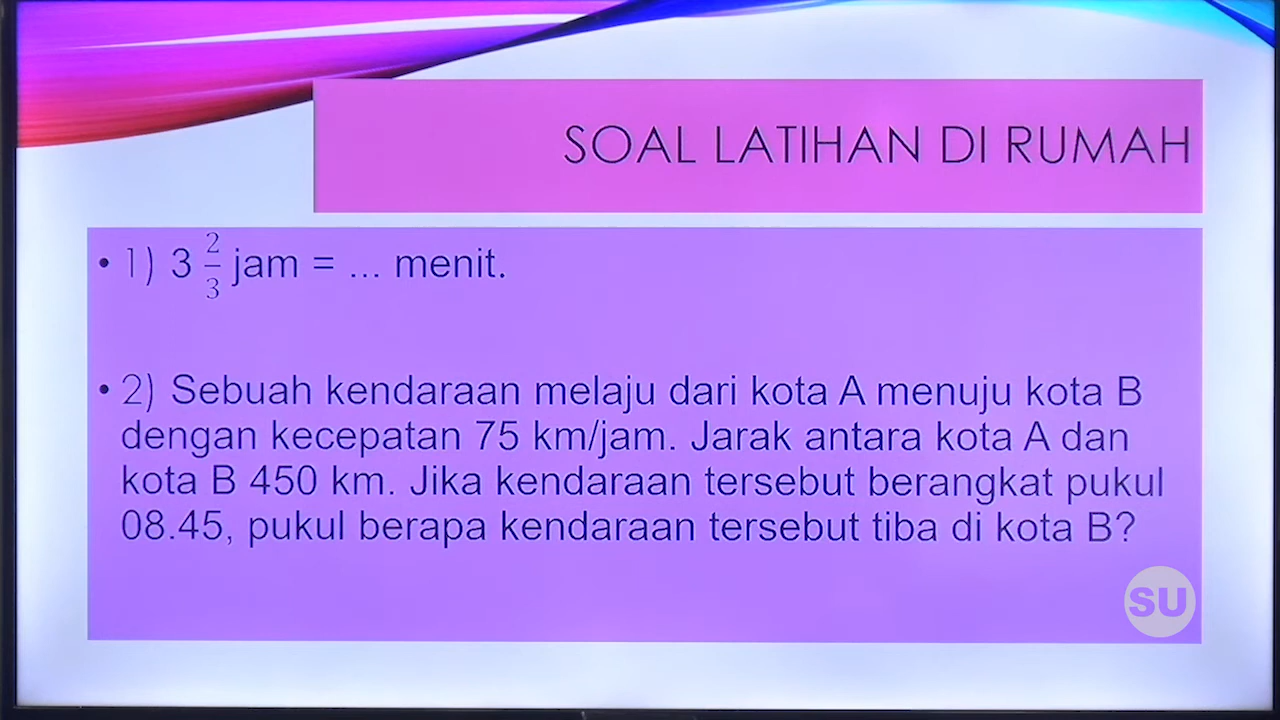 SOAL LATIHAN DI RUMAH
• 1) 3 2/3 jam = ... menit.
• 2) Sebuah kendaraan melaju dari kota A menuju kota B
dengan kecepatan 75 km/jam. Jarak antara kota A dan
kota B 450 km. Jika kendaraan tersebut berangkat pukul
08.45, pukul berapa kendaraan tersebut tiba di kota B?
SU